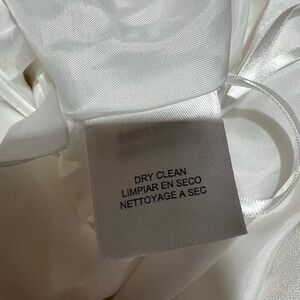 DRY CLEAN
LIMPIAR EN SECO
NETTOYAGE A SEC